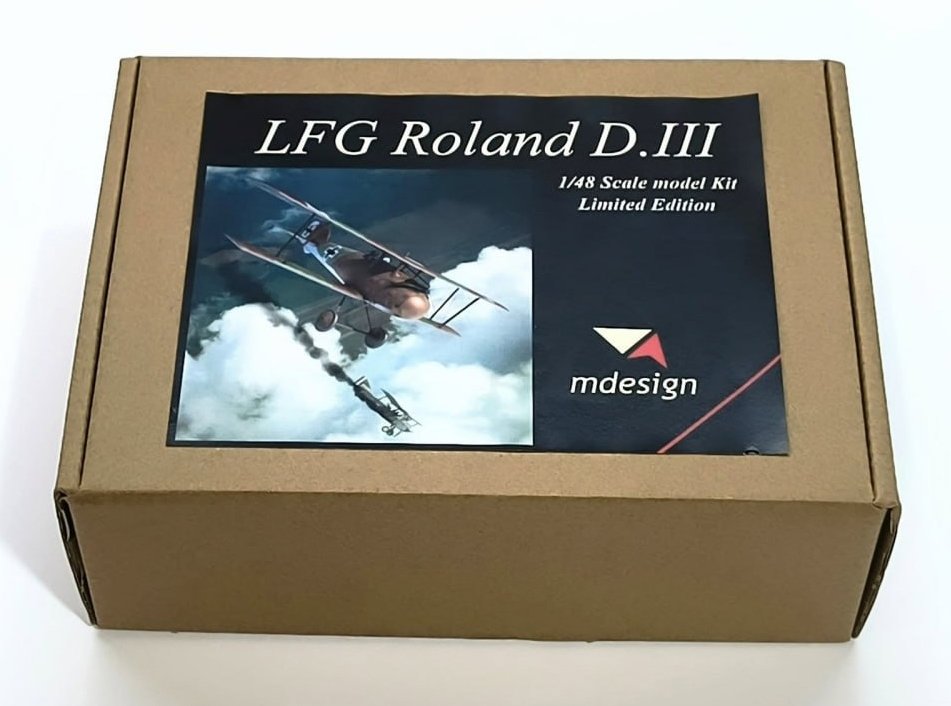 LFG Roland D.III
1/48 Scale model Kit
Limited Edition
mdesign